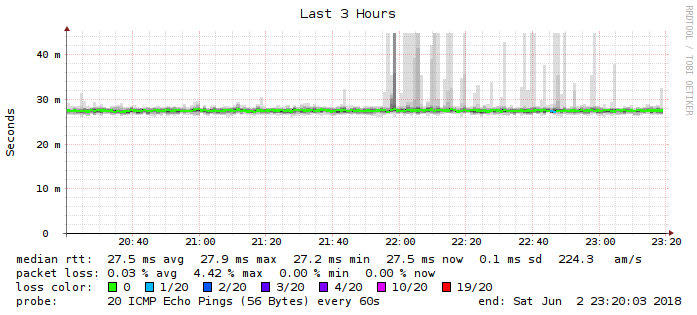 Last 3 Hours
RRDTOOL / TOBI OETIKER
Seconds
40 m
30 m
20 m
10 m
0
20:40 21:00 21:20 21:40 22:00 22:20 22:40 23:00 23:20
median rtt: 27.5 ms avg 27.9 ms max 27.2 ms min 27.5 ms now 0.1 ms sd 224.3 am/s
packet loss: 0.03 % avg 4.42 % max 0.00 % min 0.00 % now
loss color: 0 1/20 2/20 3/20 4/20 10/20 19/20
probe: 20 ICMP Echo Pings (56 Bytes) every 60s end: Sat Jun 2 23:20:03 2018